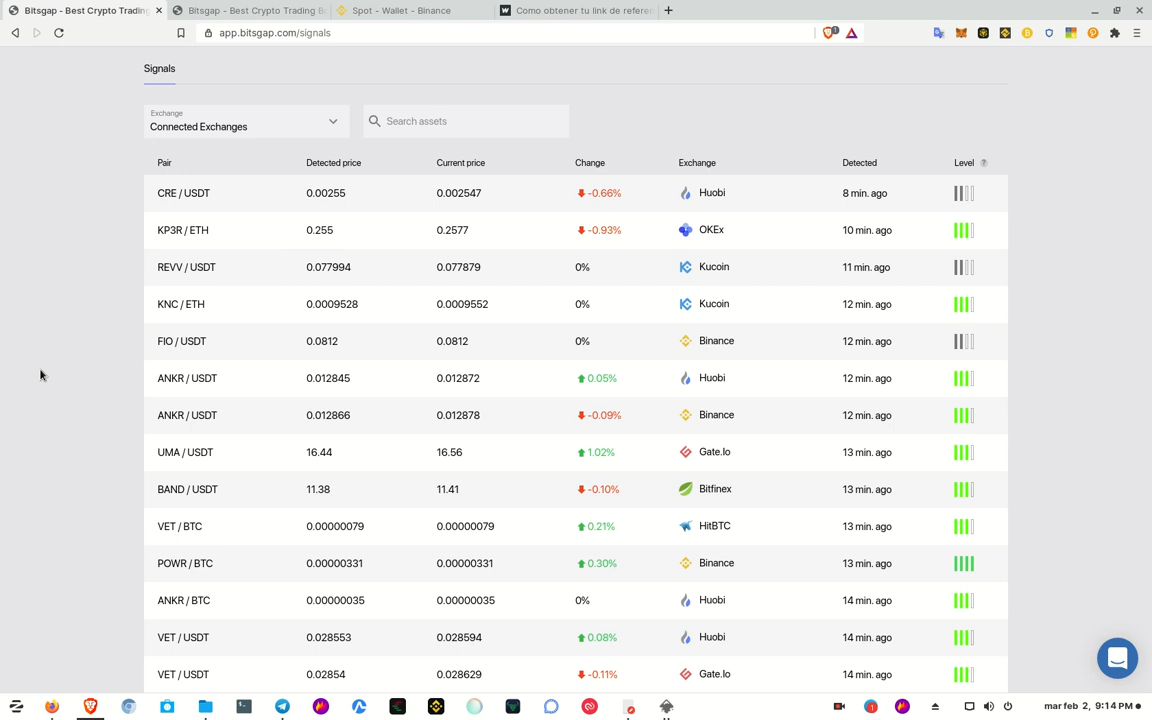 Bitsgap - Best Crypto Trading
Bitsgap - Best Crypto Trading B
Spot - Wallet - Binance
Como obtener tu link de referen
app.bitsgap.com/signals
1
Signals
Exchange
Connected Exchanges
Search assets
Pair Detected price Current price Change Exchange Detected Level ?
CRE / USDT 0.00255 0.002547 -0.66% Huobi 8 min. ago
KP3R / ETH 0.255 0.2577 -0.93% OKEx 10 min. ago
REVV / USDT 0.077994 0.077879 0% Kucoin 11 min. ago
KNC / ETH 0.0009528 0.0009552 0% Kucoin 12 min. ago
FIO / USDT 0.0812 0.0812 0% Binance 12 min. ago
ANKR / USDT 0.012845 0.012872 0.05% Huobi 12 min. ago
ANKR / USDT 0.012866 0.012878 -0.09% Binance 12 min. ago
UMA / USDT 16.44 16.56 1.02% Gate.Io 13 min. ago
BAND / USDT 11.38 11.41 -0.10% Bitfinex 13 min. ago
VET / BTC 0.00000079 0.00000079 0.21% HitBTC 13 min. ago
POWR / BTC 0.00000331 0.00000331 0.30% Binance 13 min. ago
ANKR / BTC 0.00000035 0.00000035 0% Huobi 14 min. ago
VET / USDT 0.028553 0.028594 0.08% Huobi 14 min. ago
VET / USDT 0.02854 0.028629 -0.11% Gate.Io 14 min. ago
1
mar feb 2, 9:14 PM